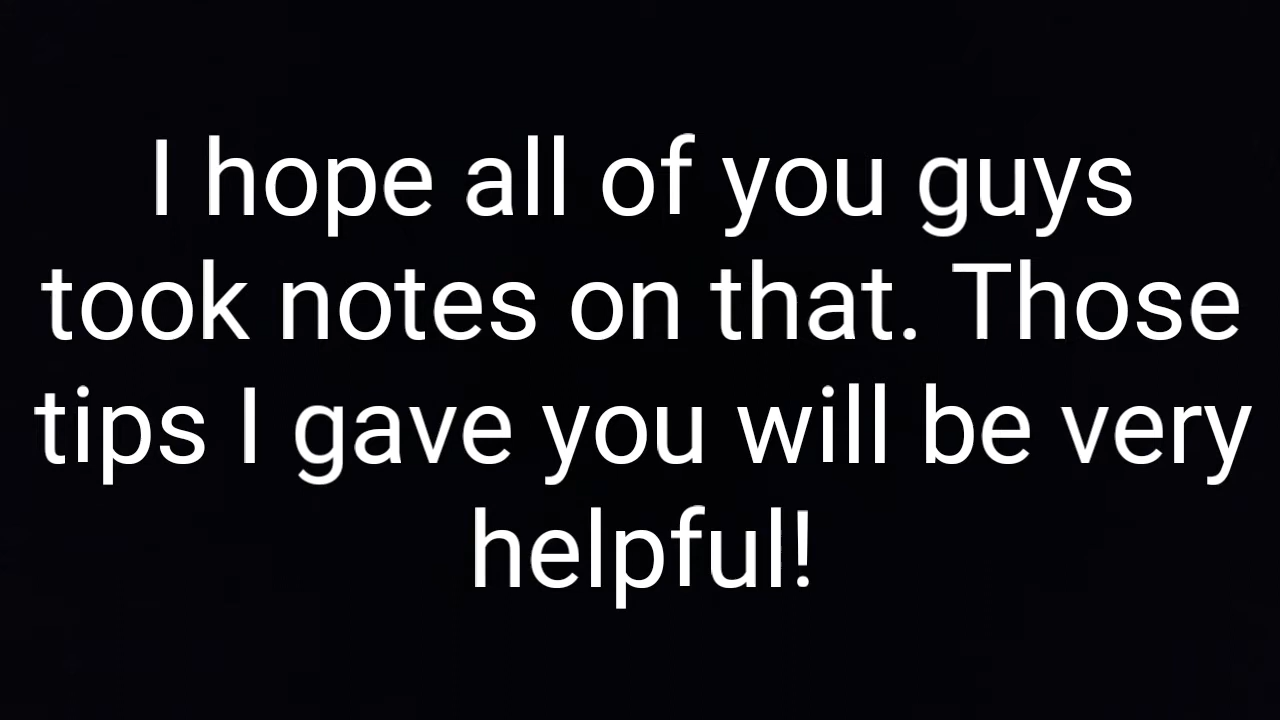 I hope all of you guys
took notes on that. Those
tips I gave you will be very
helpful!